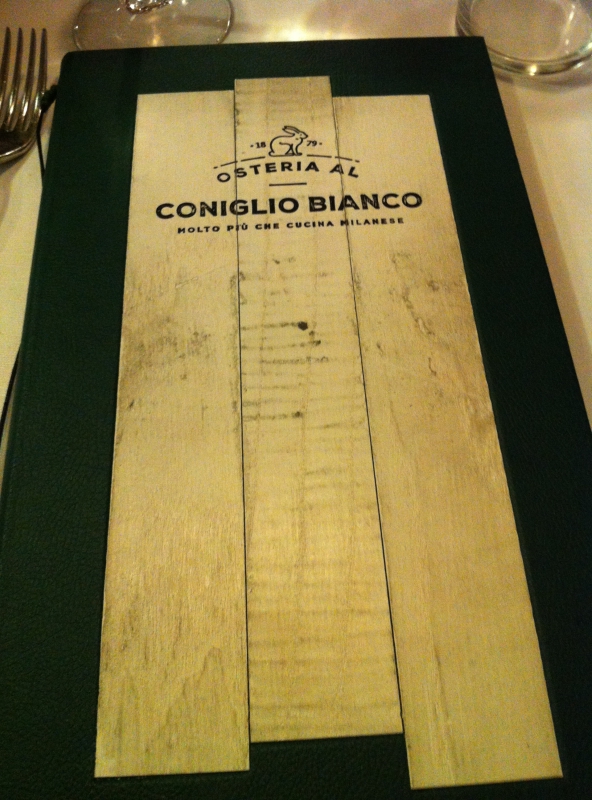 18 79
OSTERIA AL
CONIGLIO BIANCO
MOLTO PIÙ CHE CUCINA MILANESE